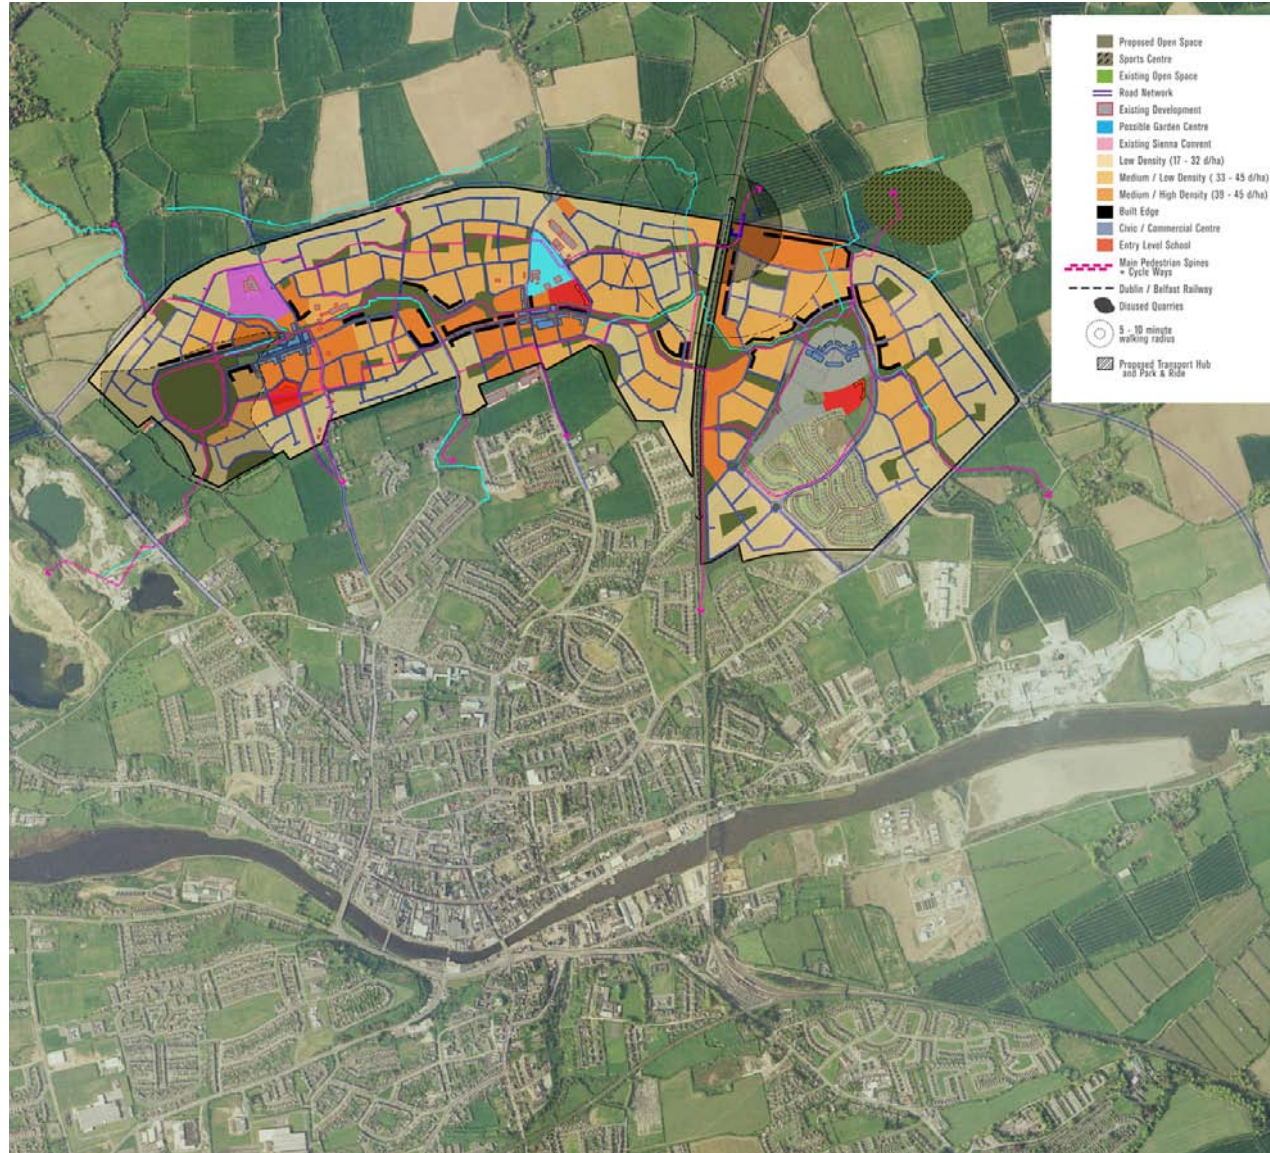 Proposed Open Space
Sports Centre
Existing Open Space
Road Network
Existing Development
Possible Garden Centre
Existing Sienna Convent
Low Density (17 - 32 d/ha)
Medium / Low Density ( 33 - 45 d/ha)
Medium / High Density (39 - 45 d/ha)
Built Edge
Civic / Commercial Centre
Entry Level School
Main Pedestrian Spines
+ Cycle Ways
Dublin / Belfast Railway
Disused Quarries
5 - 10 minute
walking radius
Proposed Transport Hub
and Park & Ride